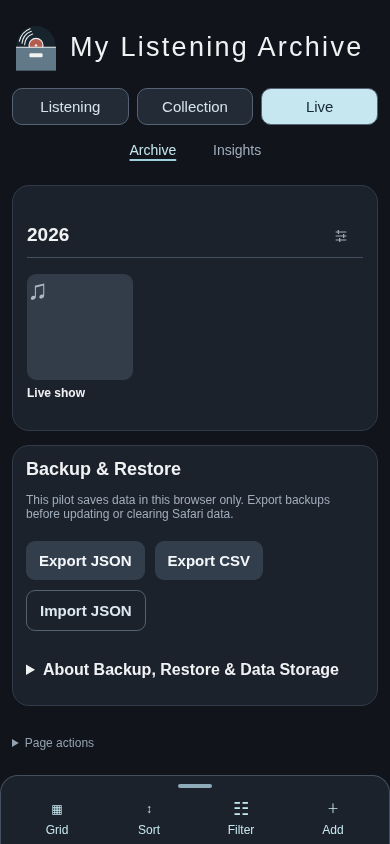 My Listening Archive
Listening
Collection
Live
Archive
Insights
2026
Live show
Backup & Restore
This pilot saves data in this browser only. Export backups
before updating or clearing Safari data.
Export JSON
Export CSV
Import JSON
About Backup, Restore & Data Storage
Page actions
Grid
Sort
Filter
Add